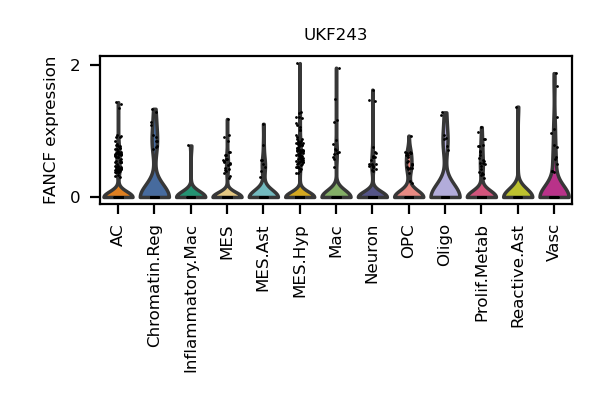 UKF243
FANCF expression
2
0
AC
Chromatin.Reg
Inflammatory.Mac
MES
MES.Ast
MES.Hyp
Mac
Neuron
OPC
Oligo
Prolif.Metab
Reactive.Ast
Vasc